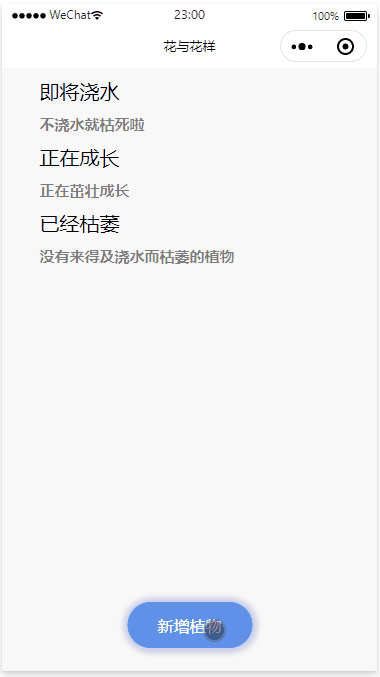 ●●●●● WeChat 23:00 100%
花与花样
即将浇水
不浇水就枯死啦
正在成长
正在茁壮成长
已经枯萎
没有来得及浇水而枯萎的植物
新增植物